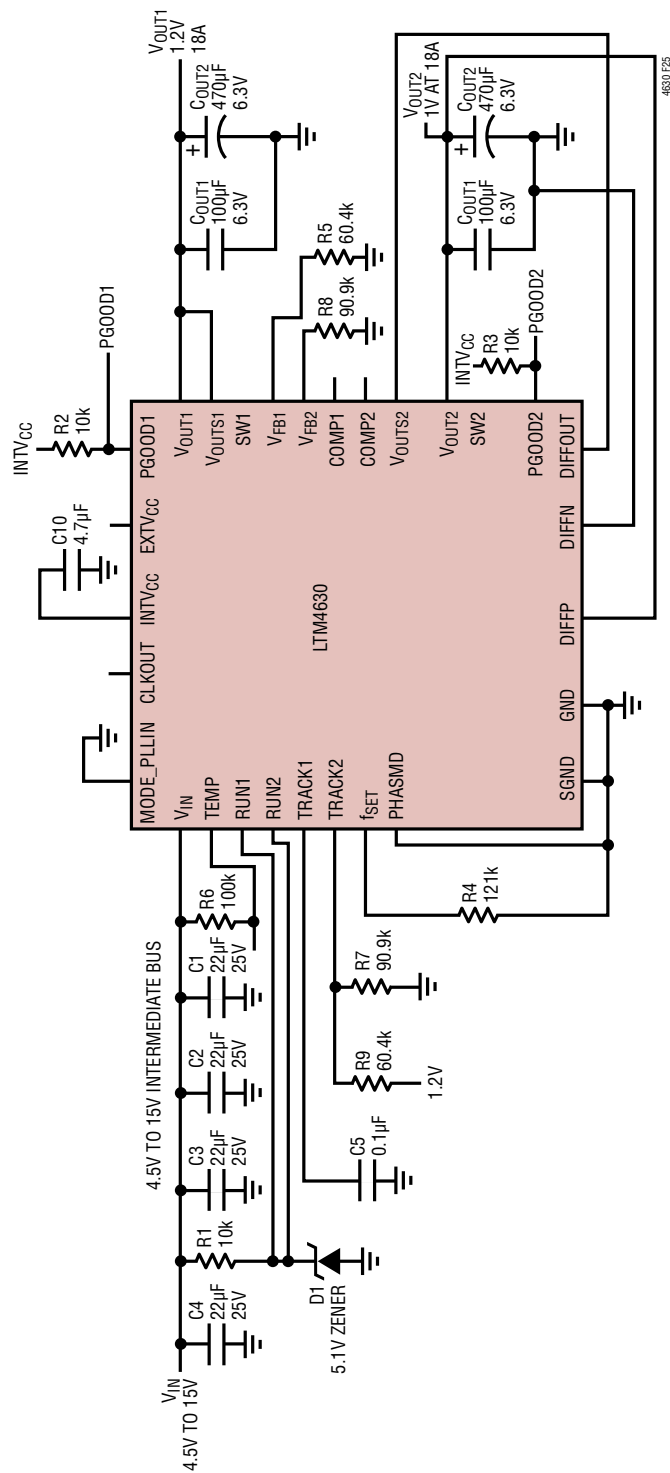 INTVCC
R2
10k
PGOOD1
C10
4.7µF
MODE_PLLIN
CLKOUT
INTVCC
EXTVCC
PGOOD1
VIN
4.5V TO 15V
4.5V TO 15V INTERMEDIATE BUS
C4
22µF
25V
R1
10k
C3
22µF
25V
C2
22µF
25V
C1
22µF
25V
R6
100k
D1
5.1V ZENER
C5
0.1µF
R9
60.4k
1.2V
R7
90.9k
R4
121k
VIN
TEMP
RUN1
RUN2
TRACK1
TRACK2
fSET
PHASMD
LTM4630
VOUT1
VOUTS1
SW1
VFB1
VFB2
COMP1
COMP2
VOUTS2
VOUT2
SW2
PGOOD2
SGND
GND
DIFFP
DIFFN
DIFFOUT
VOUT1
1.2V
18A
COUT1
100µF
6.3V
+
COUT2
470µF
6.3V
R5
60.4k
R8
90.9k
VOUT2
1V AT 18A
COUT1
100µF
6.3V
+
COUT2
470µF
6.3V
INTVCC
R3
10k
PGOOD2
4630 F25